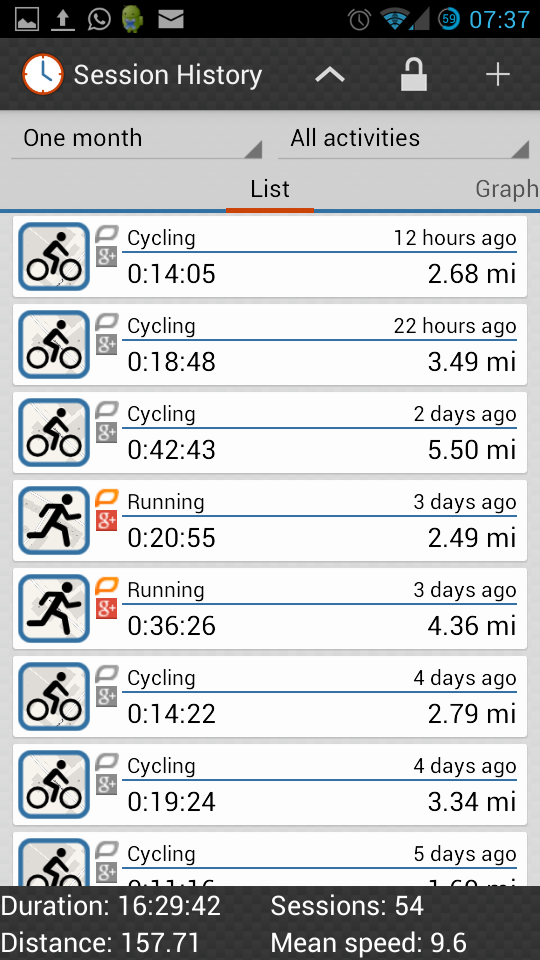 59 07:37
Session History
One month All activities
List Graph
Cycling 12 hours ago
g+
0:14:05 2.68 mi
Cycling 22 hours ago
g+
0:18:48 3.49 mi
Cycling 2 days ago
g+
0:42:43 5.50 mi
Running 3 days ago
g+
0:20:55 2.49 mi
Running 3 days ago
g+
0:36:26 4.36 mi
Cycling 4 days ago
g+
0:14:22 2.79 mi
Cycling 4 days ago
g+
0:19:24 3.34 mi
Cycling 5 days ago
g+
Duration: 16:29:42 Sessions: 54
Distance: 157.71 Mean speed: 9.6